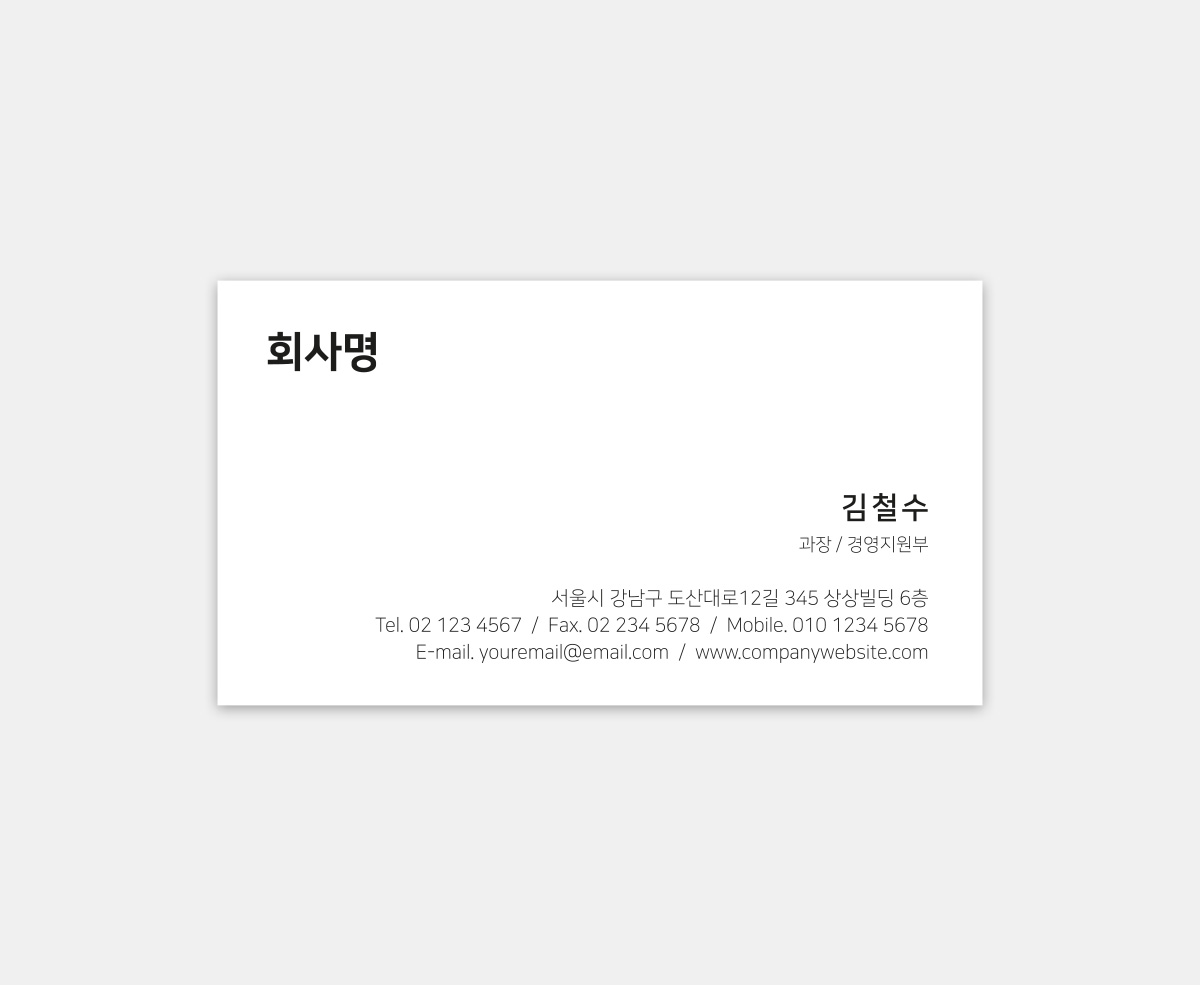 회사명
김철수
과장 / 경영지원부
서울시 강남구 도산대로12길 345 상상빌딩 6층
Tel. 02 123 4567 / Fax. 02 234 5678 / Mobile. 010 1234 5678
E-mail. youremail@email.com / www.companywebsite.com